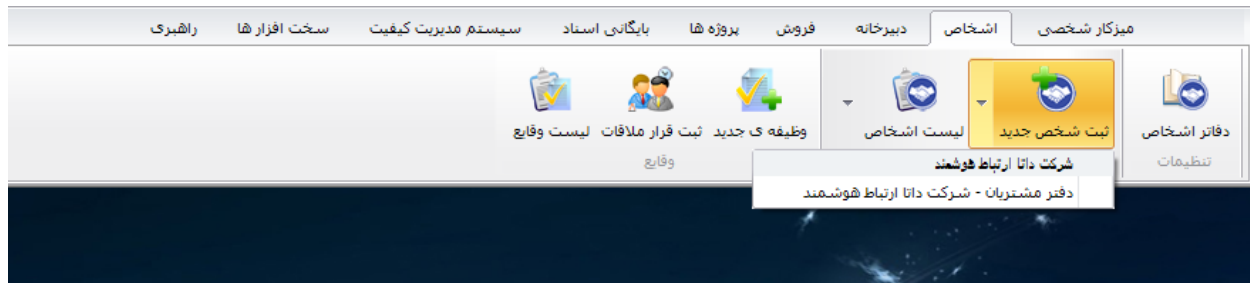 میزکار شخصی اشخاص دبیرخانه فروش پروژه ها بایگانی اسناد سیستم مدیریت کیفیت سخت افزار ها راهبری
دفاتر اشخاص ثبت شخص جدید لیست اشخاص وظیفه ی جدید ثبت قرار ملاقات لیست وقایع
تنظیمات وقایع
شرکت داتا ارتباط هوشمند
دفتر مشتریان - شرکت داتا ارتباط هوشمند